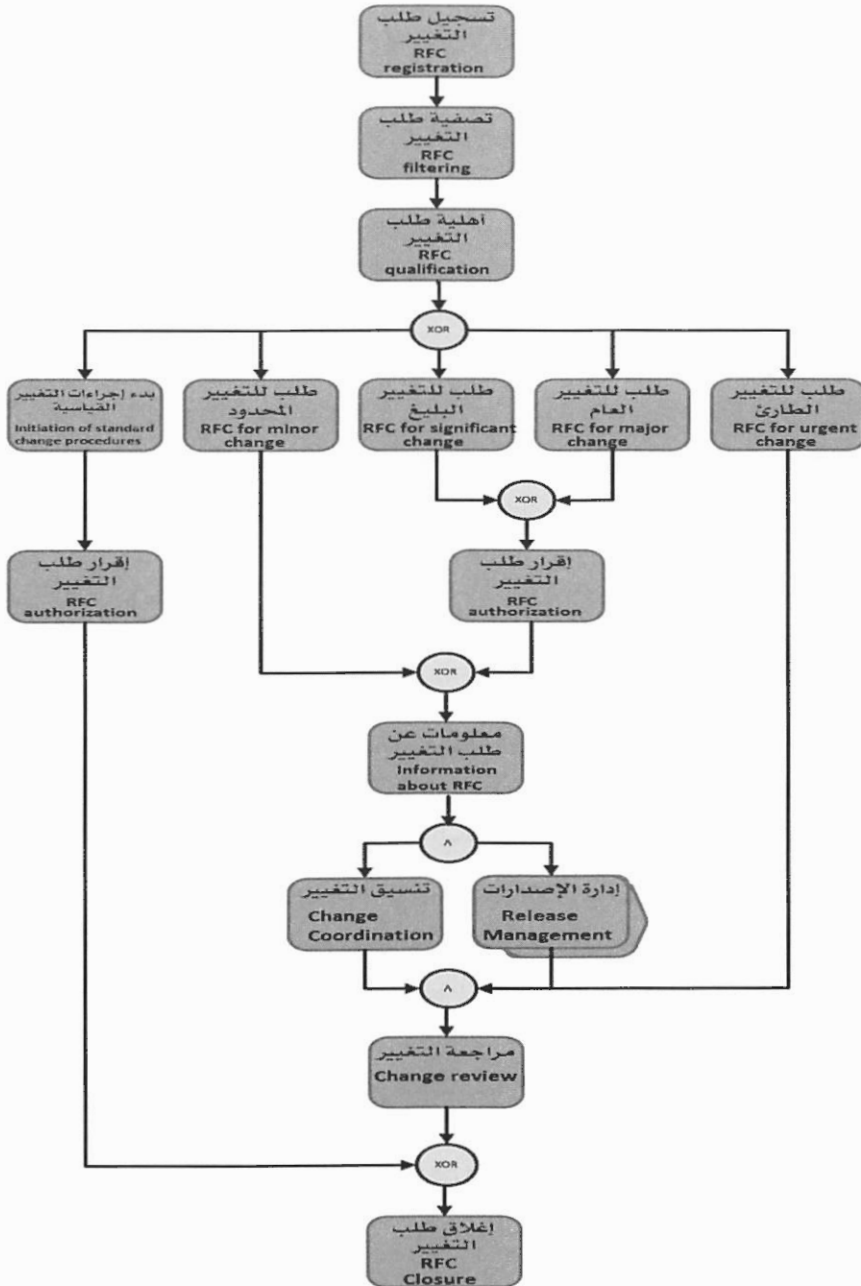 تسجيل طلب
التغيير
RFC
registration
تصفية طلب
التغيير
RFC
filtering
أهلية طلب
التغيير
RFC
qualification
XOR
بدء إجراءات التغيير
القياسية
Initiation of standard
change procedures
طلب للتغيير
المحدود
RFC for minor
change
طلب للتغيير
البليغ
RFC for significant
change
طلب للتغيير
العام
RFC for major
change
طلب للتغيير
الطارئ
RFC for urgent
change
XOR
إقرار طلب
التغيير
RFC
authorization
إقرار طلب
التغيير
RFC
authorization
XOR
معلومات عن
طلب التغيير
Information
about RFC
Λ
تنسيق التغيير
Change
Coordination
إدارة الإصدارات
Release
Management
Λ
مراجعة التغيير
Change review
XOR
إغلاق طلب
التغيير
RFC
Closure